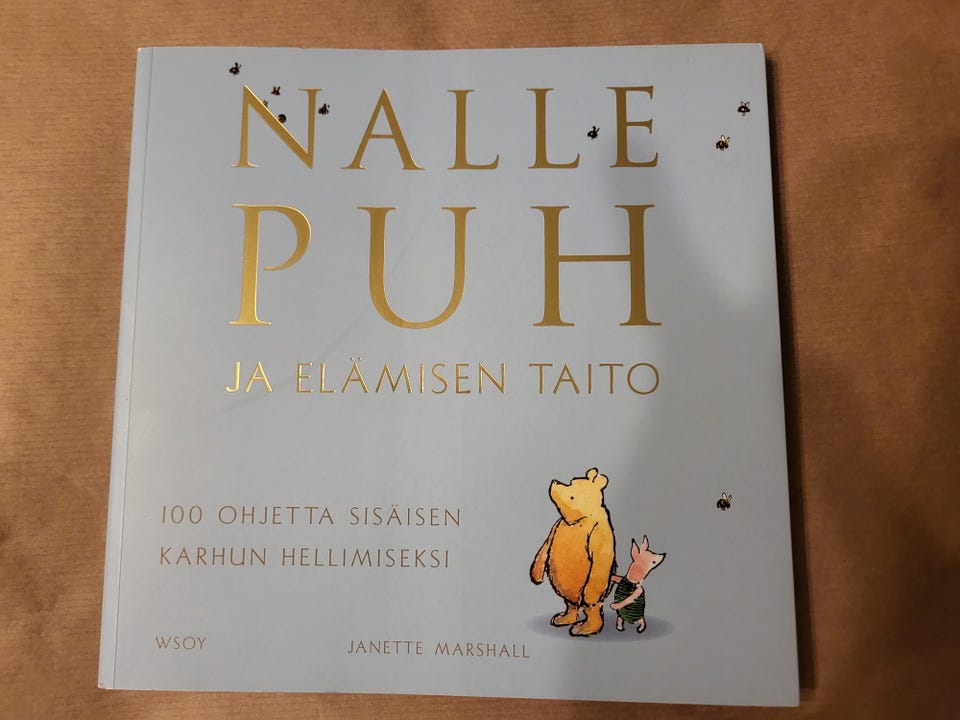 NALLE
PUH
JA ELÄMISEN TAITO
100 OHJETTA SISÄISEN
KARHUN HELLIMISEKSI
WSOY JANETTE MARSHALL